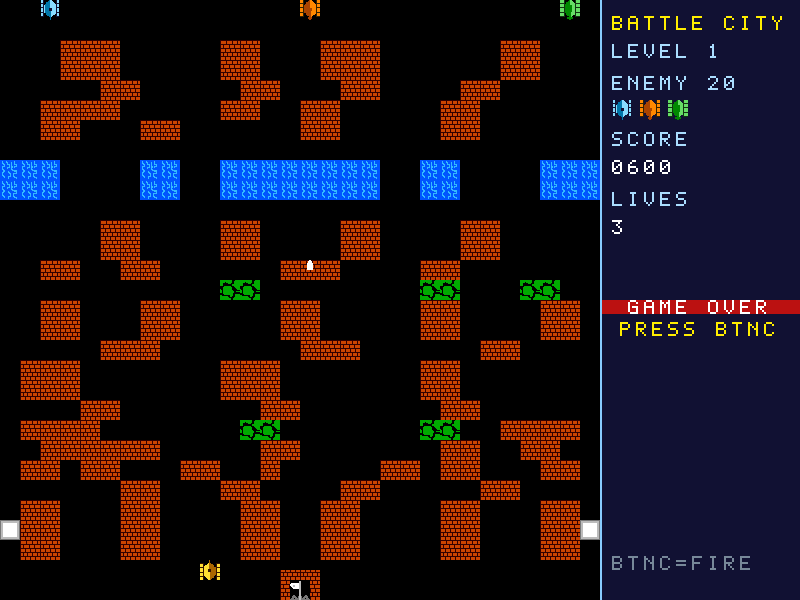 BATTLE CITY
LEVEL 1
ENEMY 20
SCORE
0600
LIVES
3
GAME OVER
PRESS BTNC
BTNC=FIRE